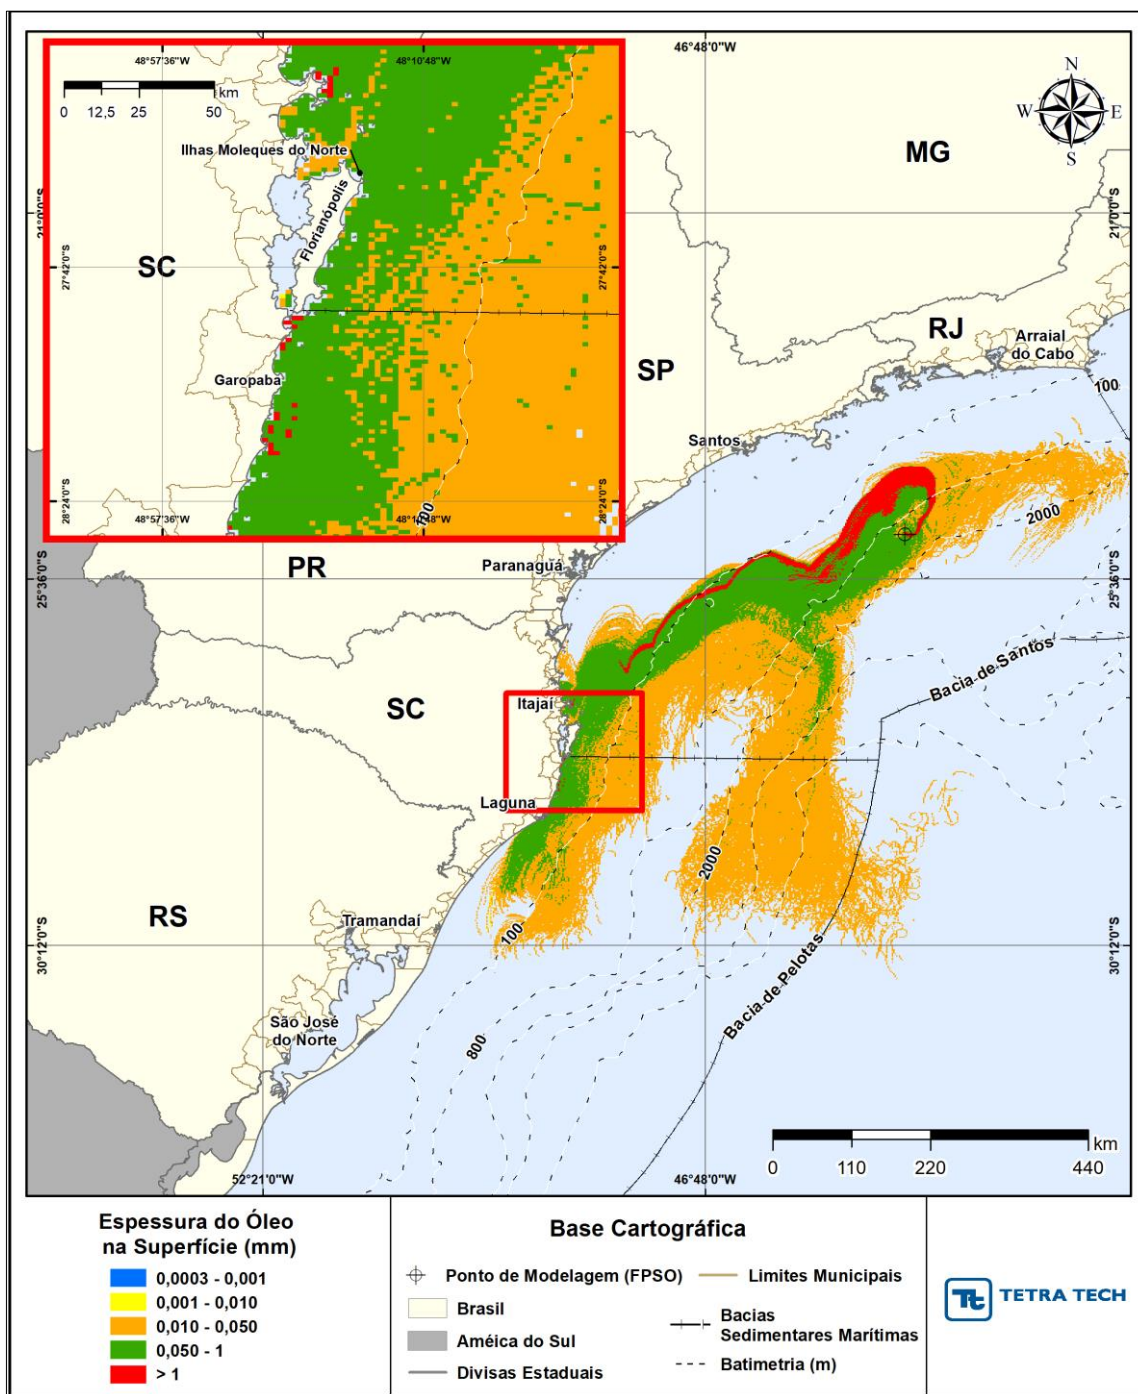 48°57'36"W
48°10'48"W
46°48'0"W
km
0 12,5 25 50
N
W E
S
Ilhas Moleques do Norte
Florianópolis
MG
21°0'0"S
27°42'0"S
27°42'0"S
21°0'0"S
SC
Garopaba
RJ
Arraial
do Cabo
SP
100
Santos
28°24'0"S
28°24'0"S
48°57'36"W
48°10'48"W
100
2000
PR
Paranaguá
25°36'0"S
25°36'0"S
Bacia de Santos
SC
Itajaí
Laguna
2000
RS
Tramandaí
100
30°12'0"S
30°12'0"S
Bacia de Pelotas
São José
do Norte
800
km
0 110 220 440
52°21'0"W
46°48'0"W
Espessura do Óleo
na Superfície (mm)
0,0003 - 0,001
0,001 - 0,010
0,010 - 0,050
0,050 - 1
> 1
Base Cartográfica
Ponto de Modelagem (FPSO)
Limites Municipais
Brasil
Bacias
Sedimentares Marítimas
Améica do Sul
Divisas Estaduais
Batimetria (m)
Tt
TETRA TECH